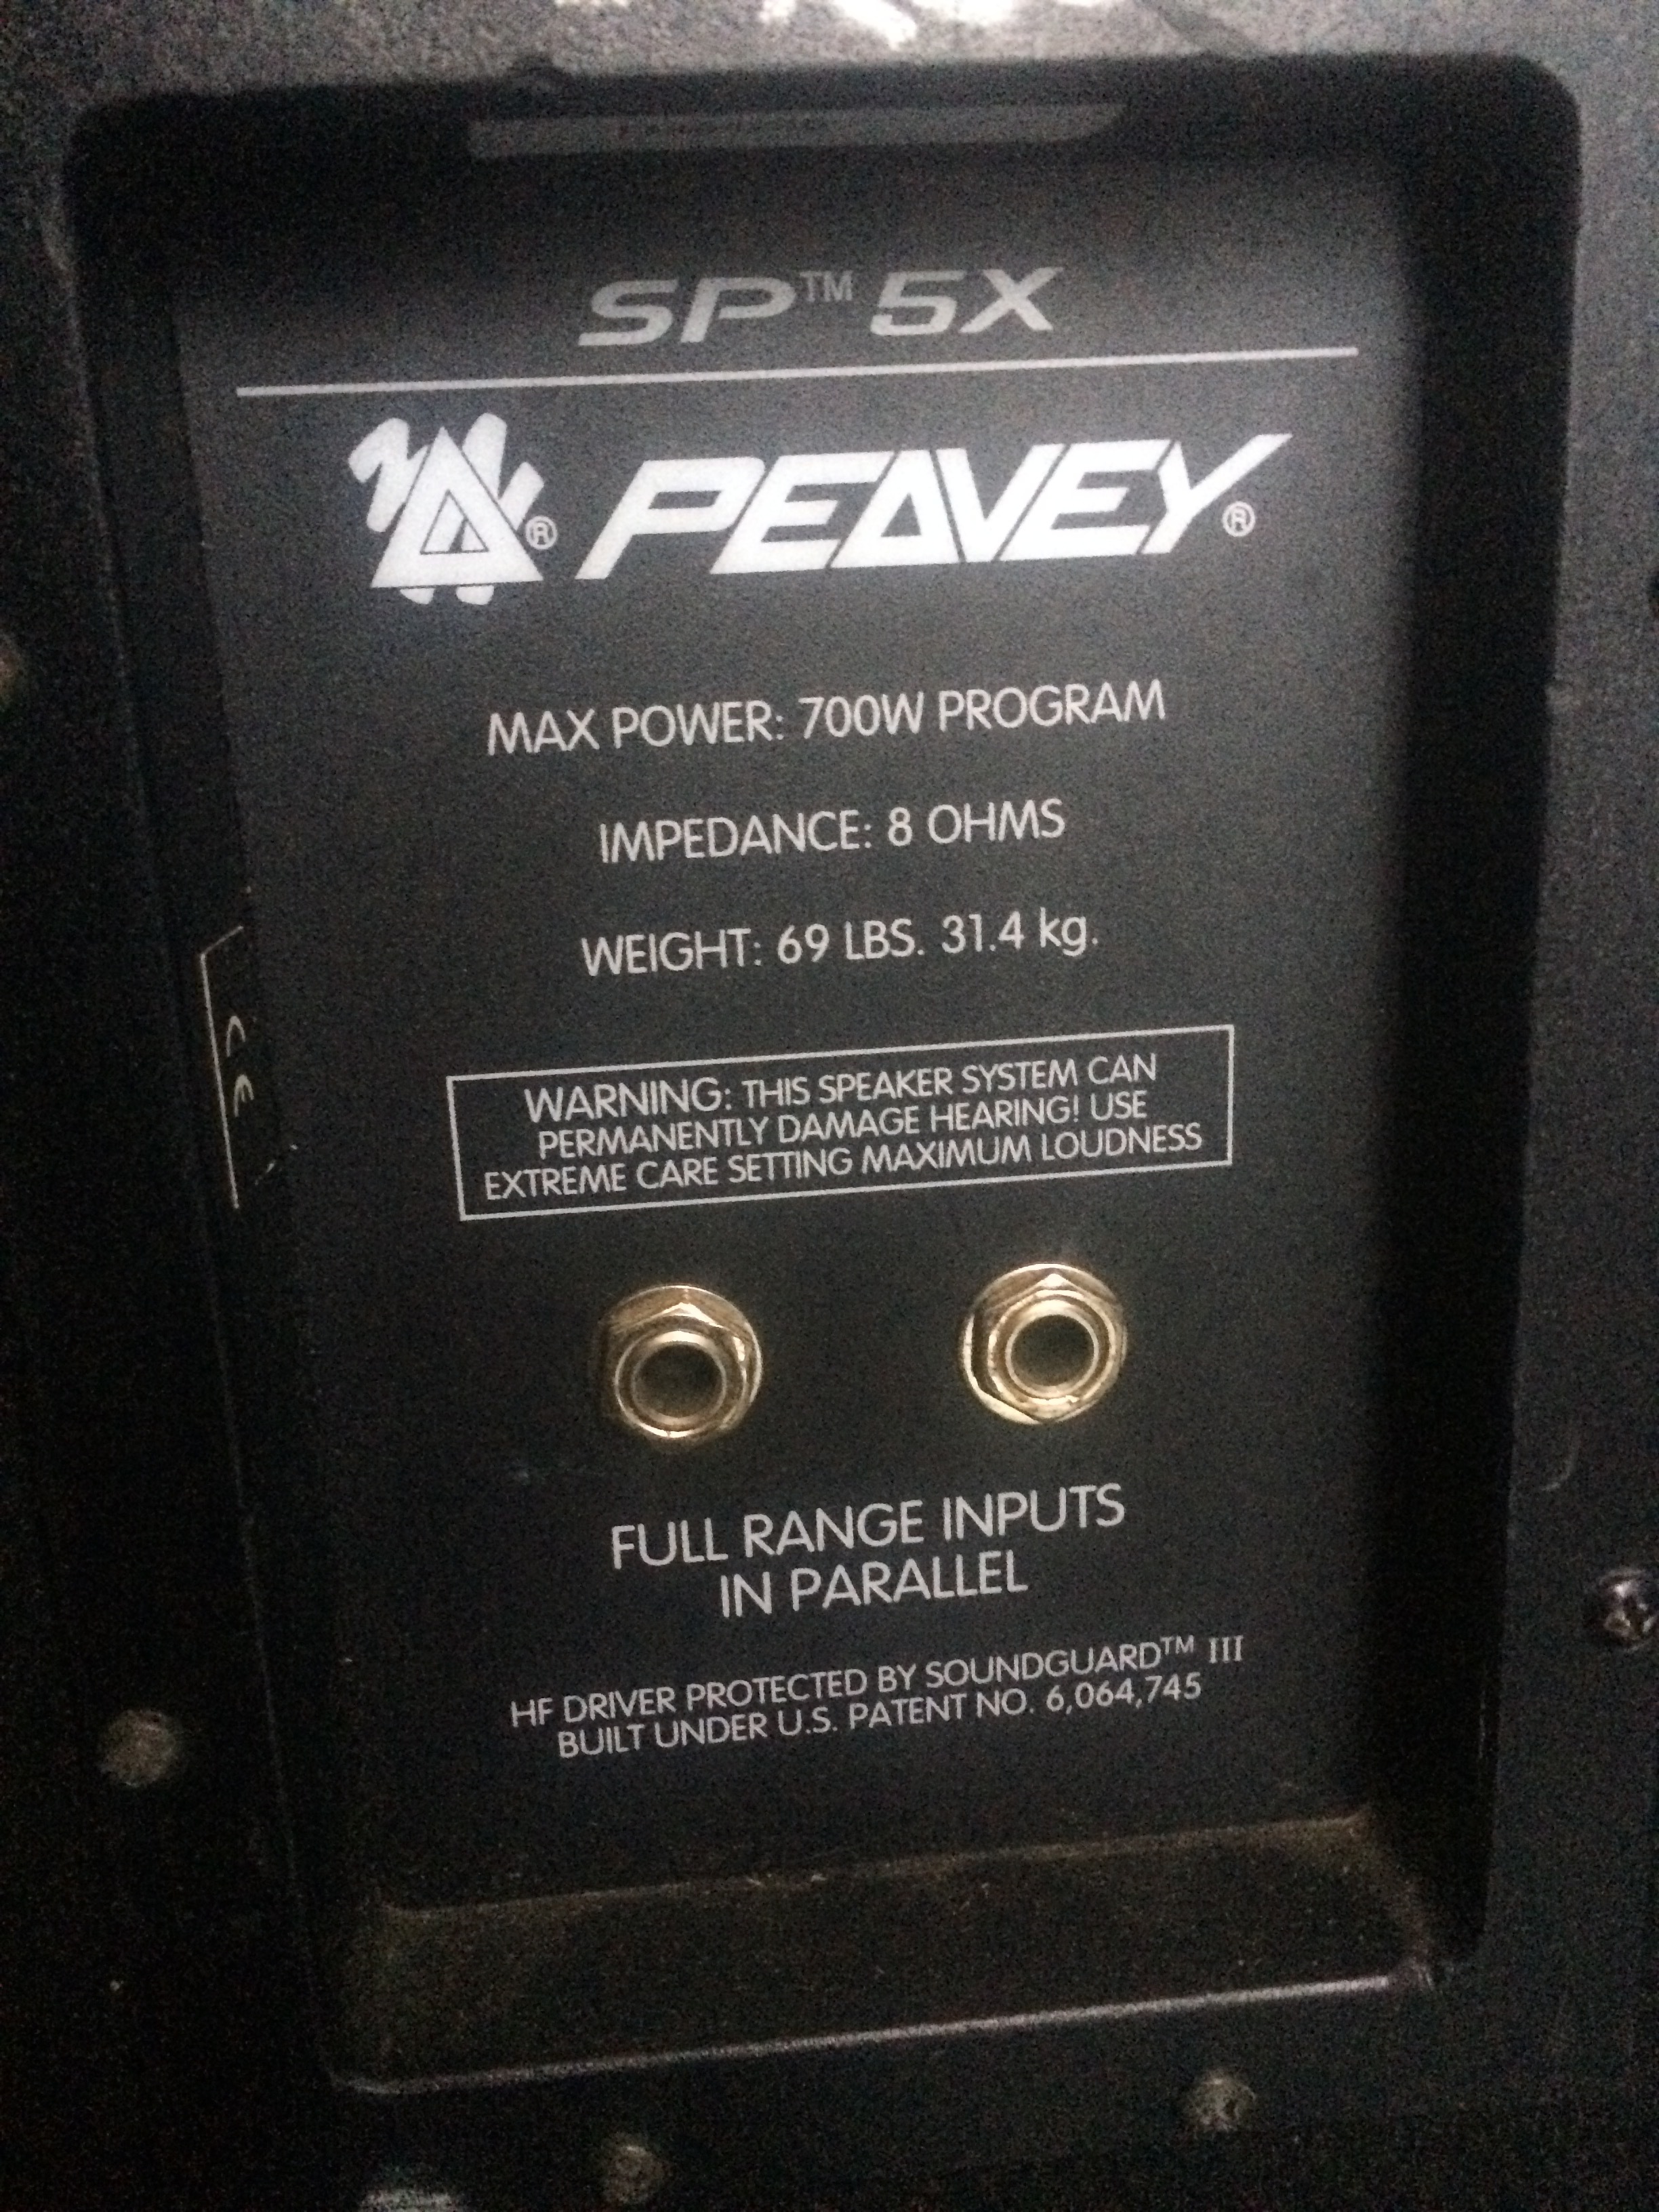 SP™ 5X
® PEAVEY®
MAX POWER: 700W PROGRAM
IMPEDANCE: 8 OHMS
WEIGHT: 69 LBS. 31.4 kg.
WARNING: THIS SPEAKER SYSTEM CAN
PERMANENTLY DAMAGE HEARING! USE
EXTREME CARE SETTING MAXIMUM LOUDNESS
CE
FULL RANGE INPUTS
IN PARALLEL
HF DRIVER PROTECTED BY SOUNDGUARD™ III
BUILT UNDER U.S. PATENT NO. 6,064,745